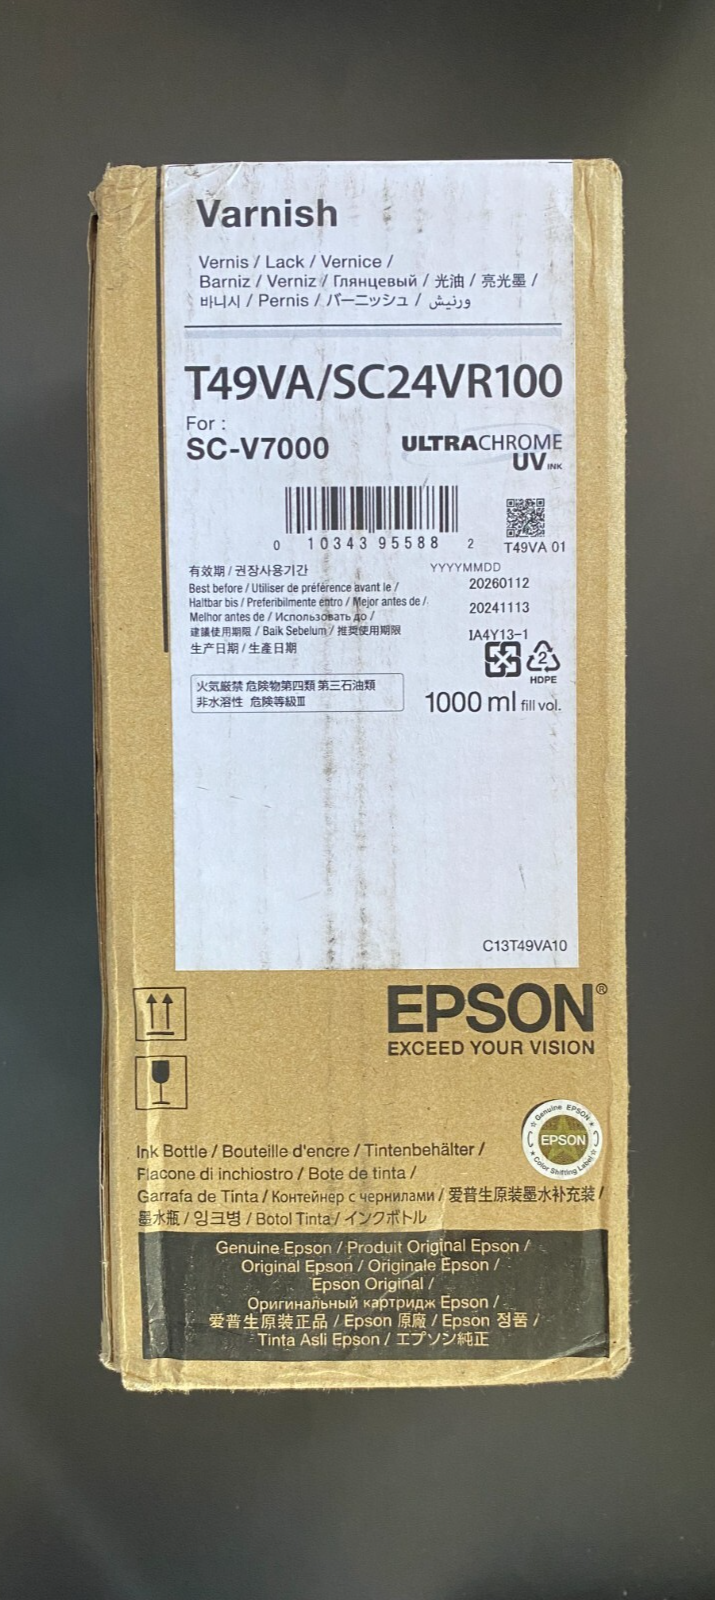 Varnish
Vernis / Lack / Vernice /
Barniz / Verniz / Глянцевый / 光油 / 亮光墨 /
바니시 / Pernis / バーニッシュ / ورنيش
T49VA/SC24VR100
For :
SC-V7000
ULTRACHROME
UV INK
0 10343 95588 2
T49VA 01
有效期 / 권장사용기간
YYYYMMDD
Best before / Utiliser de préférence avant le /
20260112
Haltbar bis / Preferibilmente entro / Mejor antes de /
Melhor antes de / Использовать до /
20241113
建議使用期限 / Baik Sebelum / 推奨使用期限
IA4Y13-1
生产日期 / 生產日期
2
HDPE
火気厳禁 危険物第四類 第三石油類
非水溶性 危険等級Ⅲ
1000 ml fill vol.
C13T49VA10
EPSON®
EXCEED YOUR VISION
Genuine EPSON
EPSON
Color Shifting Label
Ink Bottle / Bouteille d'encre / Tintenbehälter /
Flacone di inchiostro / Bote de tinta /
Garrafa de Tinta / Контейнер с чернилами / 爱普生原装墨水补充装 /
墨水瓶 / 잉크병 / Botol Tinta / インクボトル
Genuine Epson / Produit Original Epson /
Original Epson / Originale Epson /
Epson Original /
Оригинальный картридж Epson /
爱普生原装正品 / Epson 原廠 / Epson 정품 /
Tinta Asli Epson / エプソン純正